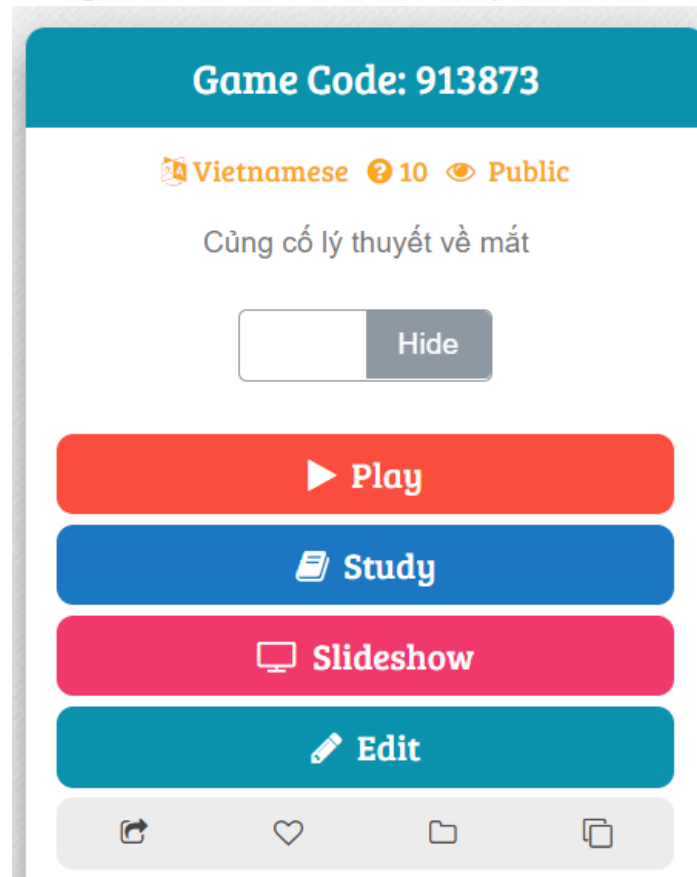 Game Code: 913873
Vietnamese 10 Public
Củng cố lý thuyết về mắt
Hide
Play
Study
Slideshow
Edit